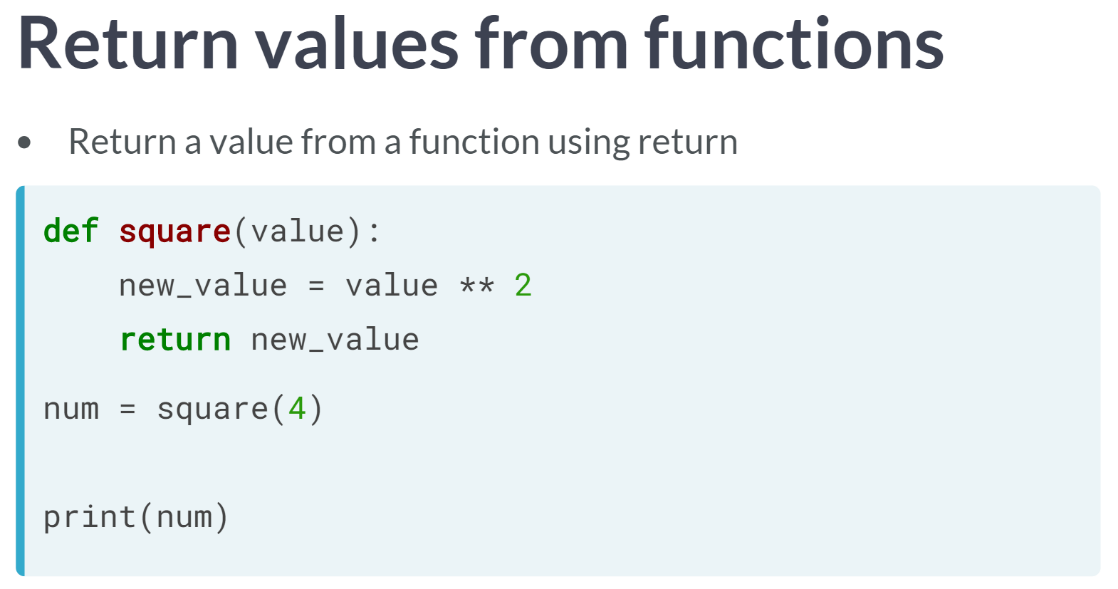 Return values from functions
• Return a value from a function using return
def square(value):
    new_value = value ** 2
    return new_value
num = square(4)
print(num)